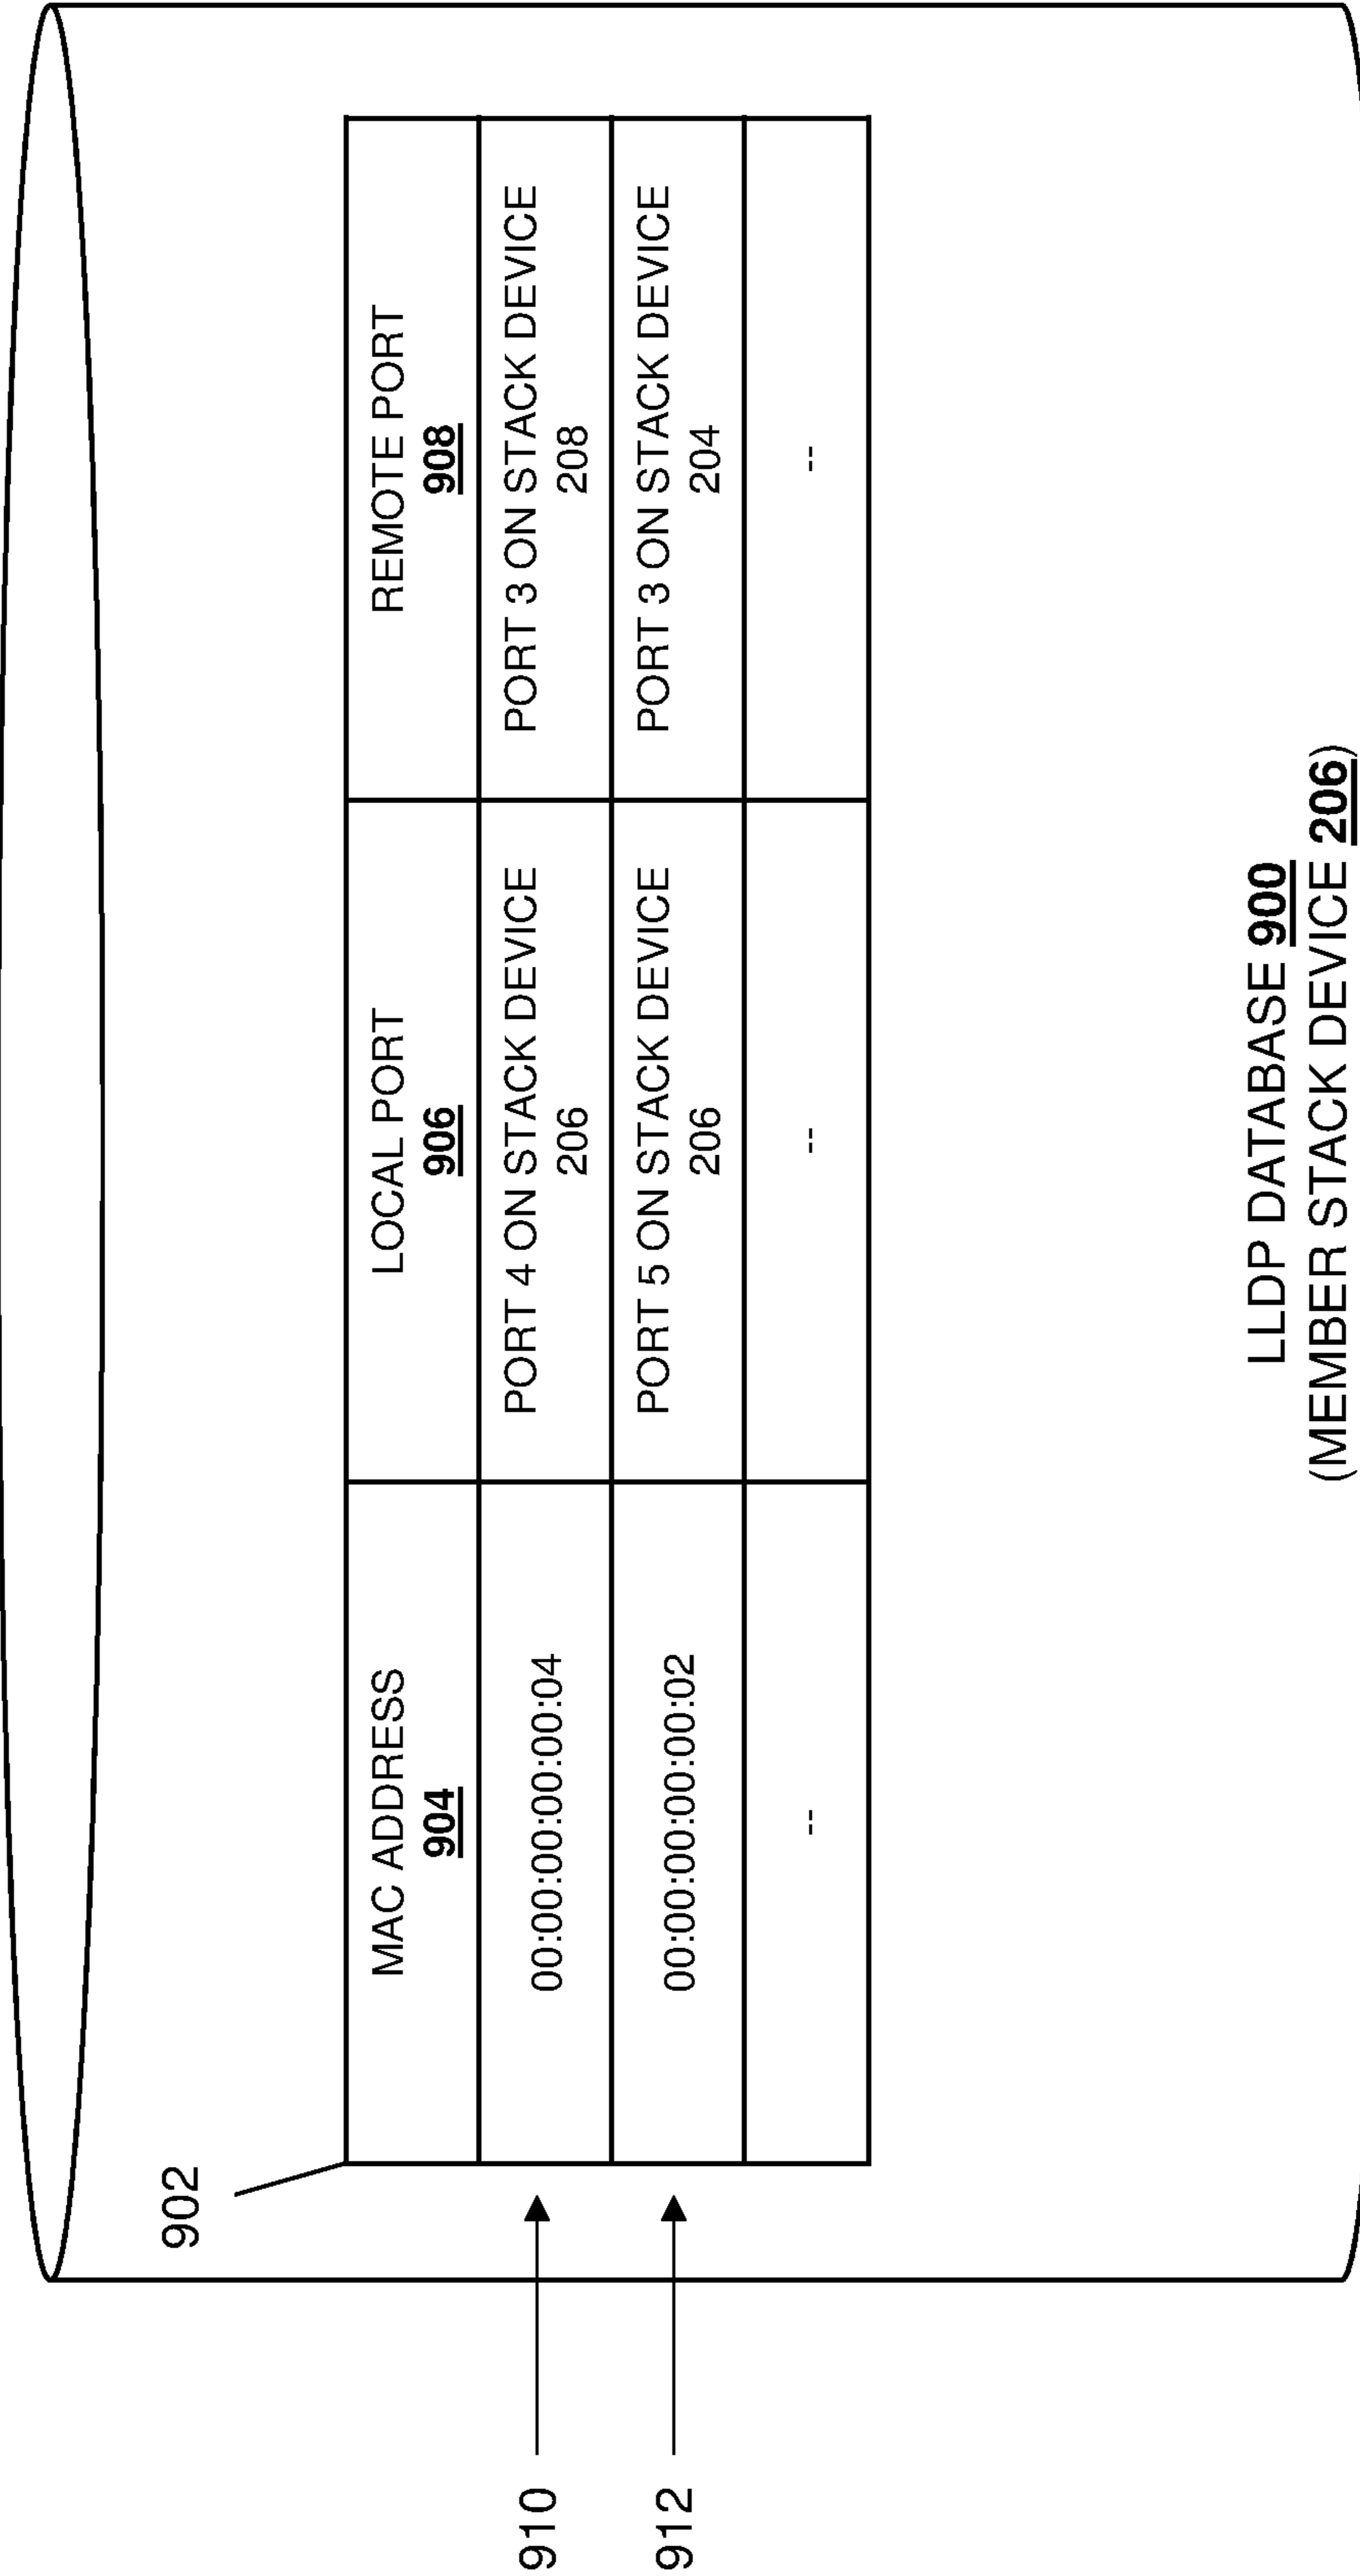 902
MAC ADDRESS
904
LOCAL PORT
906
REMOTE PORT
908
910
00:00:00:00:00:04
PORT 4 ON STACK DEVICE
206
PORT 3 ON STACK DEVICE
208
912
00:00:00:00:00:02
PORT 5 ON STACK DEVICE
206
PORT 3 ON STACK DEVICE
204
--
--
--
LLDP DATABASE 900
(MEMBER STACK DEVICE 206)